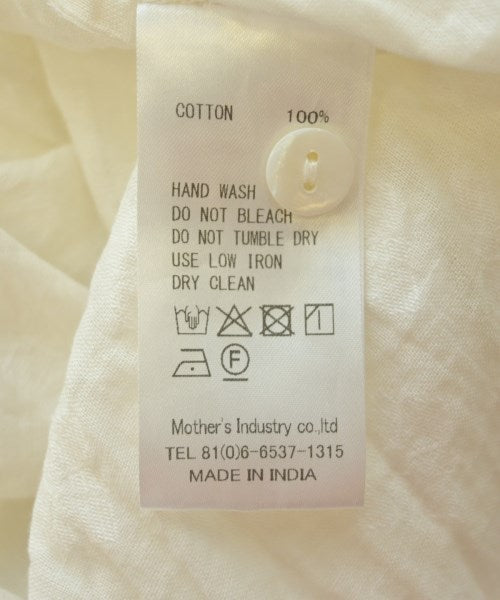 COTTON 100%
HAND WASH
DO NOT BLEACH
DO NOT TUMBLE DRY
USE LOW IRON
DRY CLEAN
F
Mother's Industry co.,ltd
TEL 81(0)6-6537-1315
MADE IN INDIA